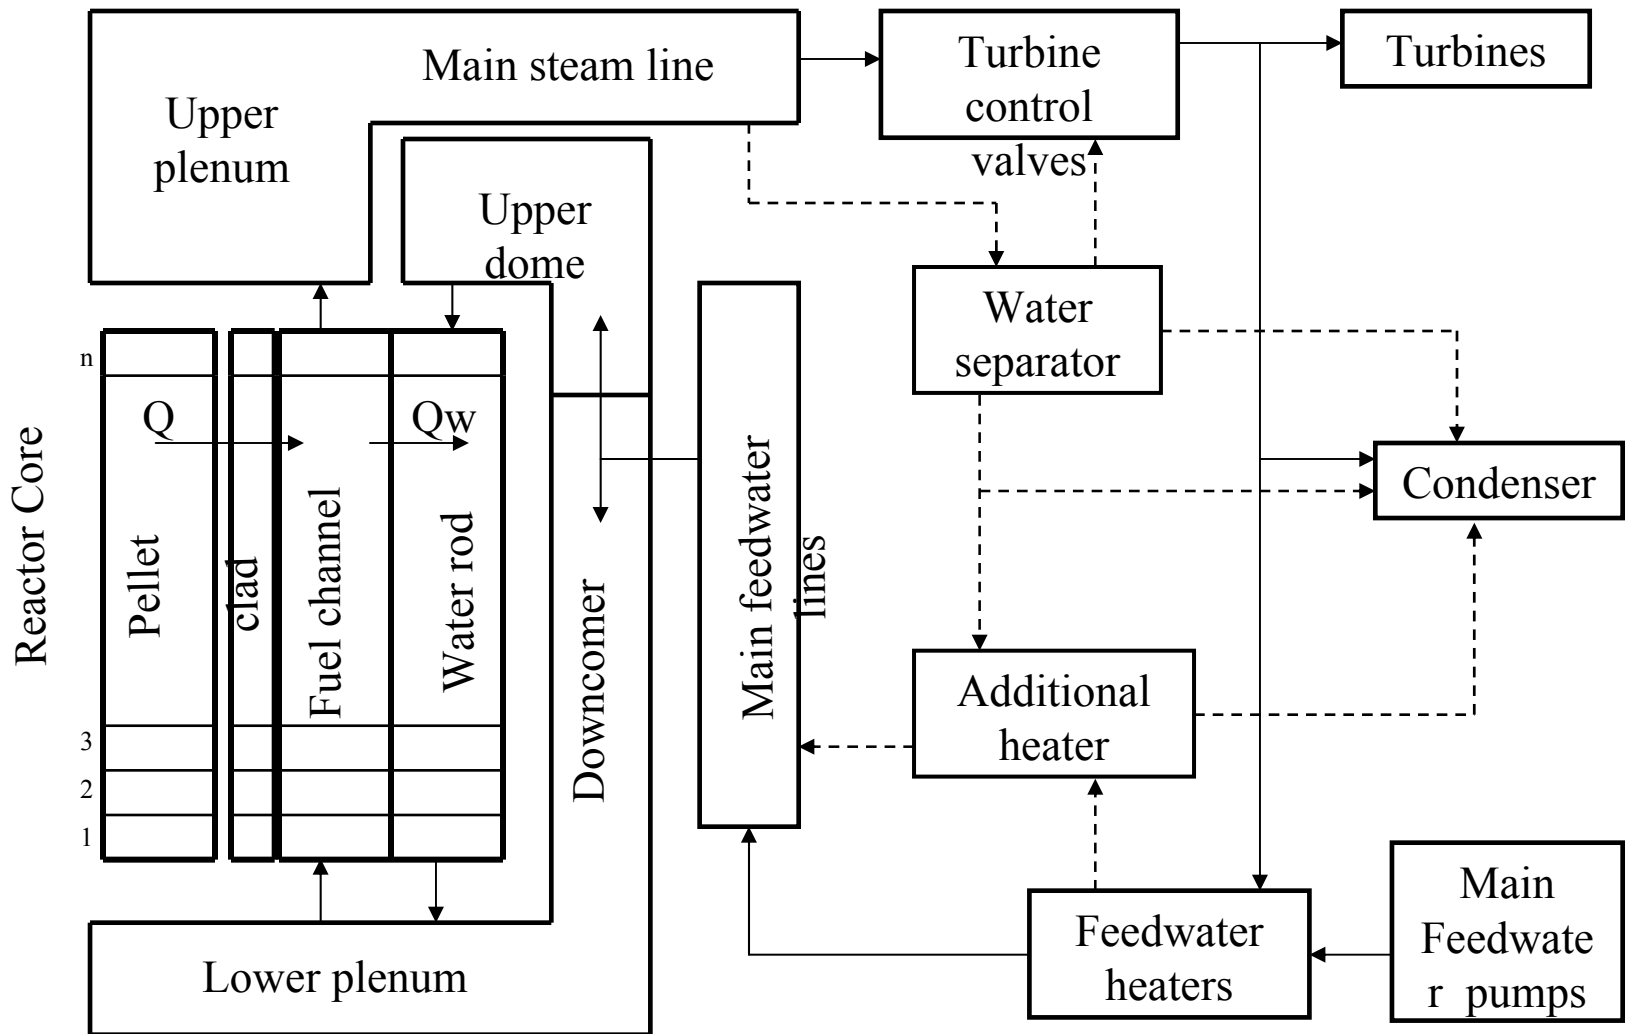 Main steam line
Upper
plenum
Turbine
control
valves
Turbines
Upper
dome
Water
separator
n
Q
Qw
Reactor Core
Pellet
clad
Fuel channel
Water rod
Downcomer
Main feedwater
lines
Condenser
Additional
heater
3
2
1
Lower plenum
Feedwater
heaters
Main
Feedwate
r pumps